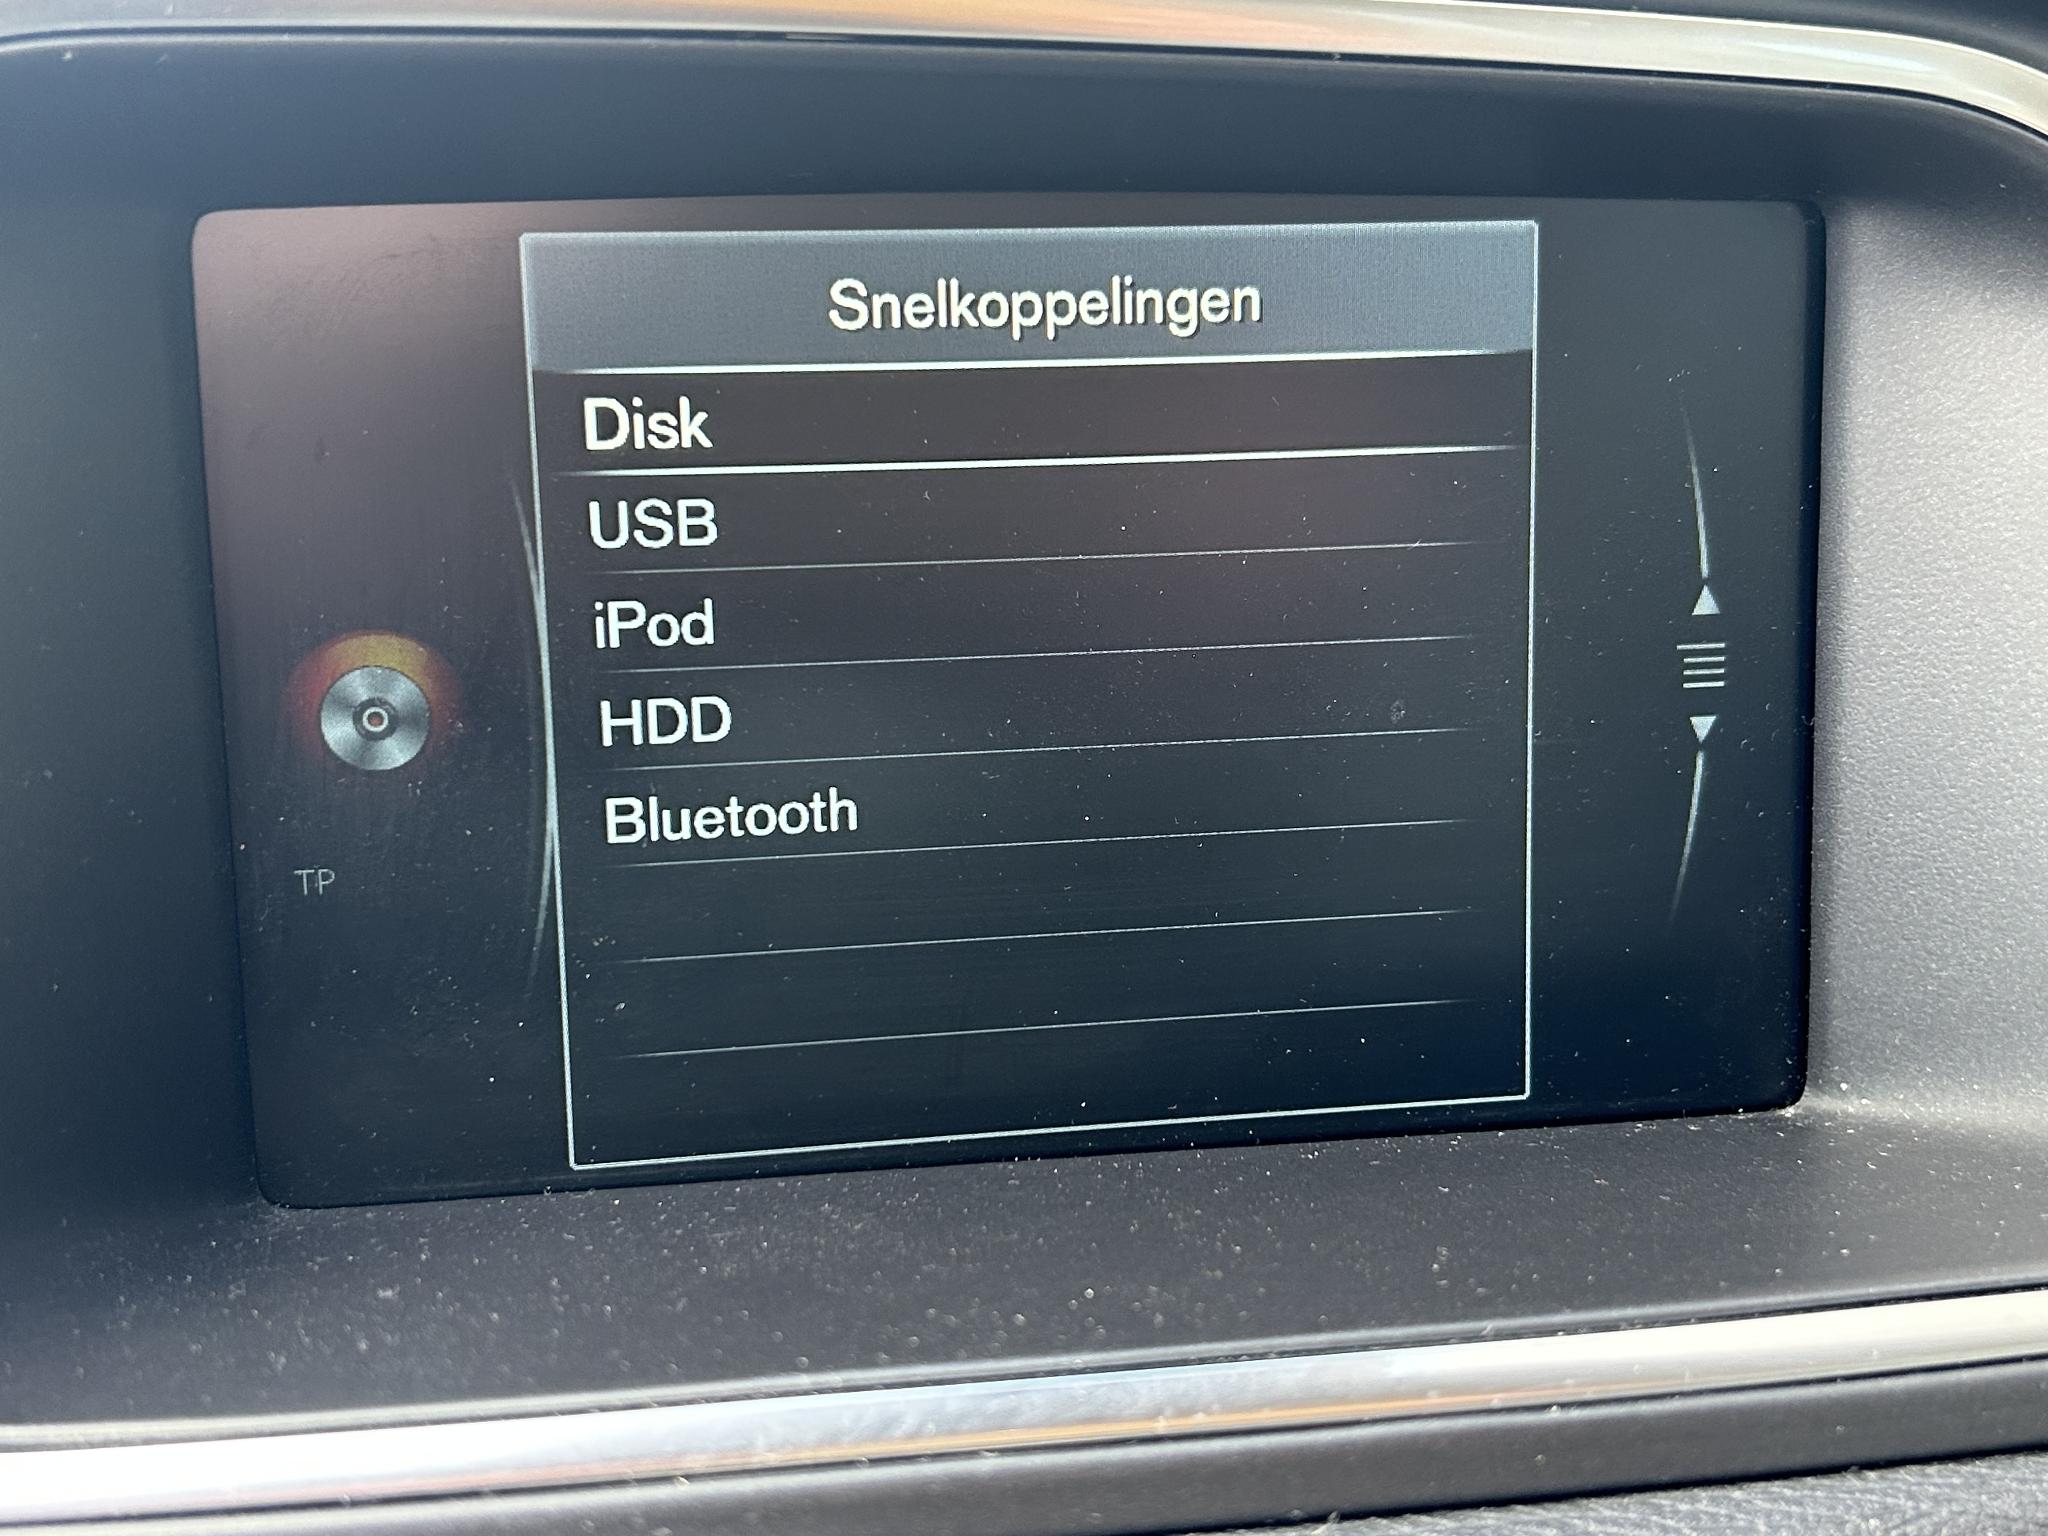 Snelkoppelingen
Disk
USB
iPod
HDD
Bluetooth
TP